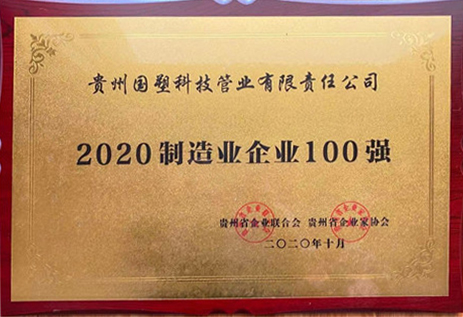 贵州国塑科技管业有限责任公司
2020制造业企业100强
贵州省企业联合会 贵州省企业家协会
二〇二〇年十月